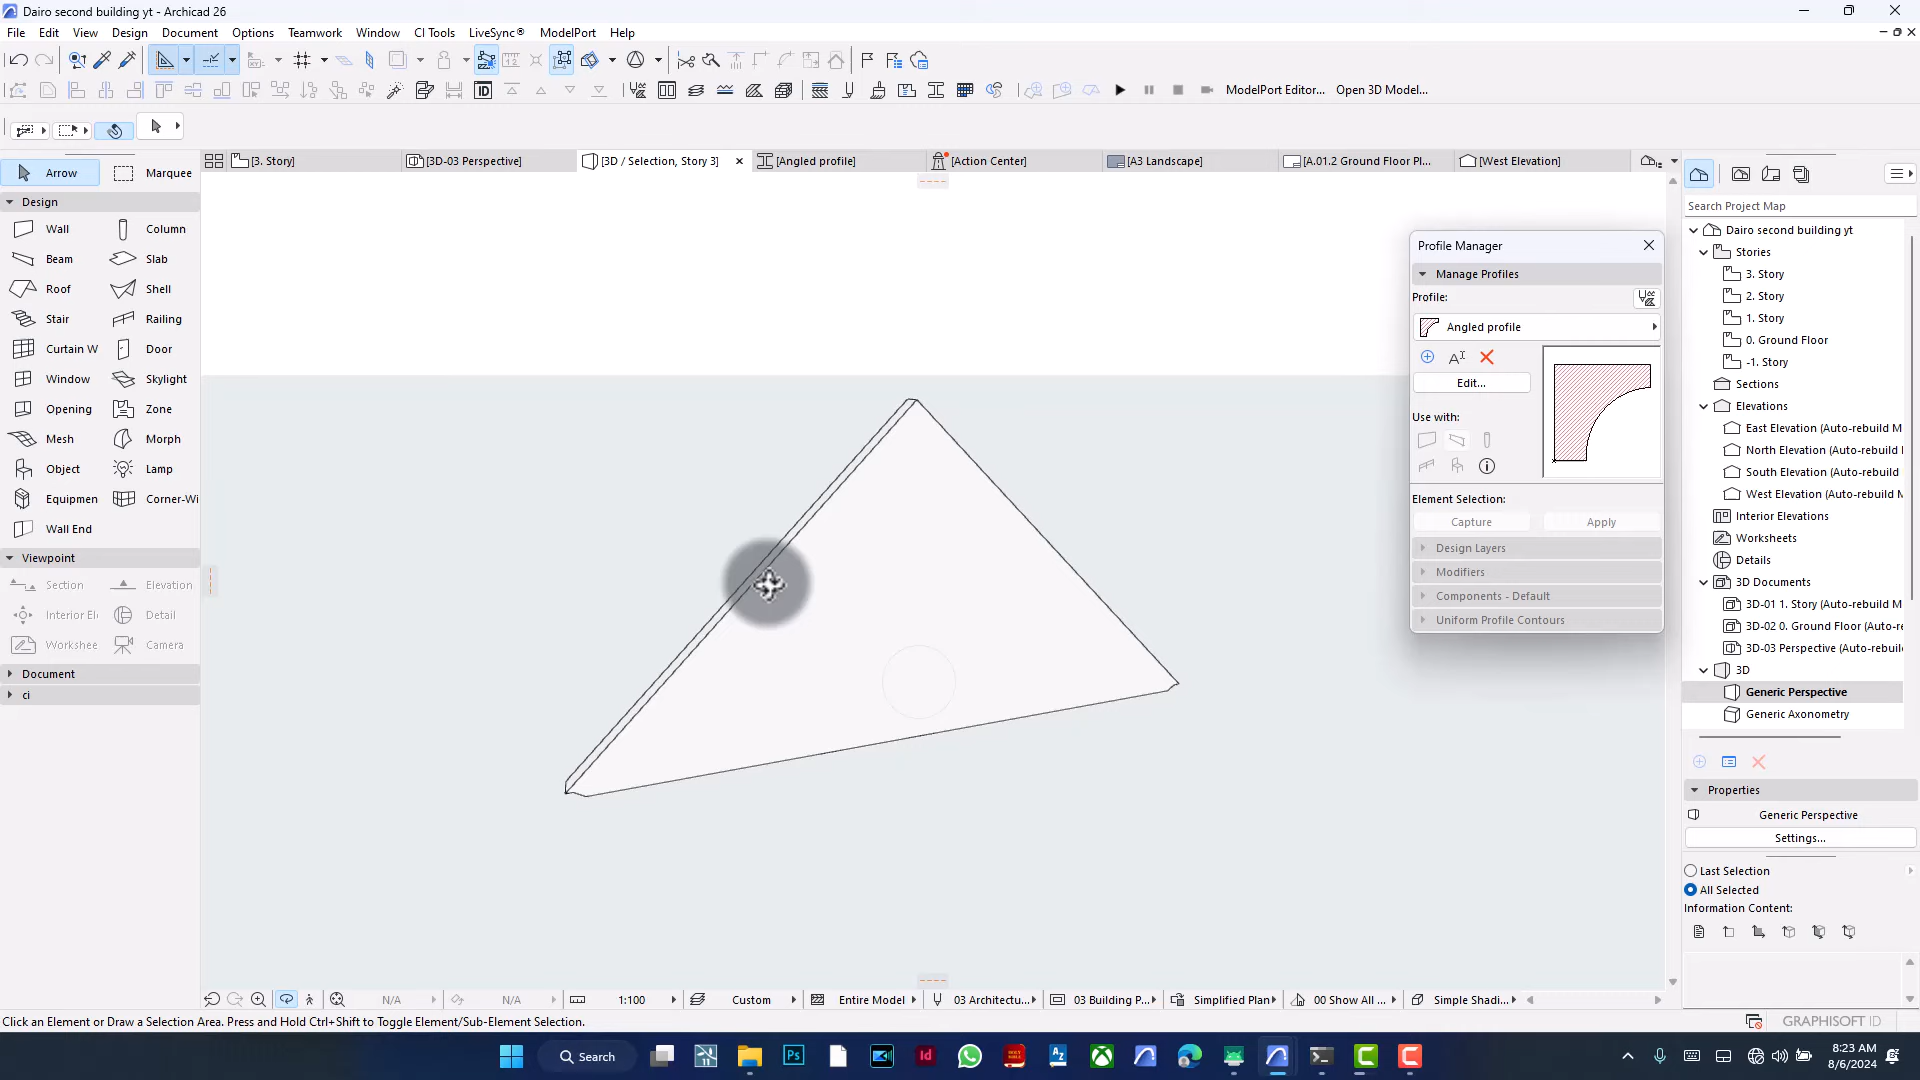 Dairo second building yt - Archicad 26
File Edit View Design Document Options Teamwork Window CI Tools LiveSync® ModelPort Help
ModelPort Editor... Open 3D Model...
[3. Story] [3D-03 Perspective] [3D / Selection, Story 3] [Angled profile] [Action Center] [A3 Landscape] [A.01.2 Ground Floor Pl... [West Elevation]
Arrow Marquee
Design
Wall Column
Beam Slab
Roof Shell
Stair Railing
Curtain W Door
Window Skylight
Opening Zone
Mesh Morph
Object Lamp
Equipmen Corner-Wi
Wall End
Viewpoint
Section Elevation
Interior El Detail
Workshee Camera
Document
ci
Profile Manager
Manage Profiles
Profile:
Angled profile
Edit...
Use with:
Element Selection:
Capture Apply
Design Layers
Modifiers
Components - Default
Uniform Profile Contours
Search Project Map
Dairo second building yt
Stories
3. Story
2. Story
1. Story
0. Ground Floor
-1. Story
Sections
Elevations
East Elevation (Auto-rebuild M
North Elevation (Auto-rebuild
South Elevation (Auto-rebuild
West Elevation (Auto-rebuild M
Interior Elevations
Worksheets
Details
3D Documents
3D-01 1. Story (Auto-rebuild M
3D-02 0. Ground Floor (Auto-re
3D-03 Perspective (Auto-rebuil
3D
Generic Perspective
Generic Axonometry
Properties
Generic Perspective
Settings...
Last Selection
All Selected
Information Content:
N/A N/A 1:100 Custom Entire Model 03 Architectu... 03 Building P... Simplified Plan 00 Show All ... Simple Shadi...
Click an Element or Draw a Selection Area. Press and Hold Ctrl+Shift to Toggle Element/Sub-Element Selection.
GRAPHISOFT ID
Search
8:23 AM
8/6/2024